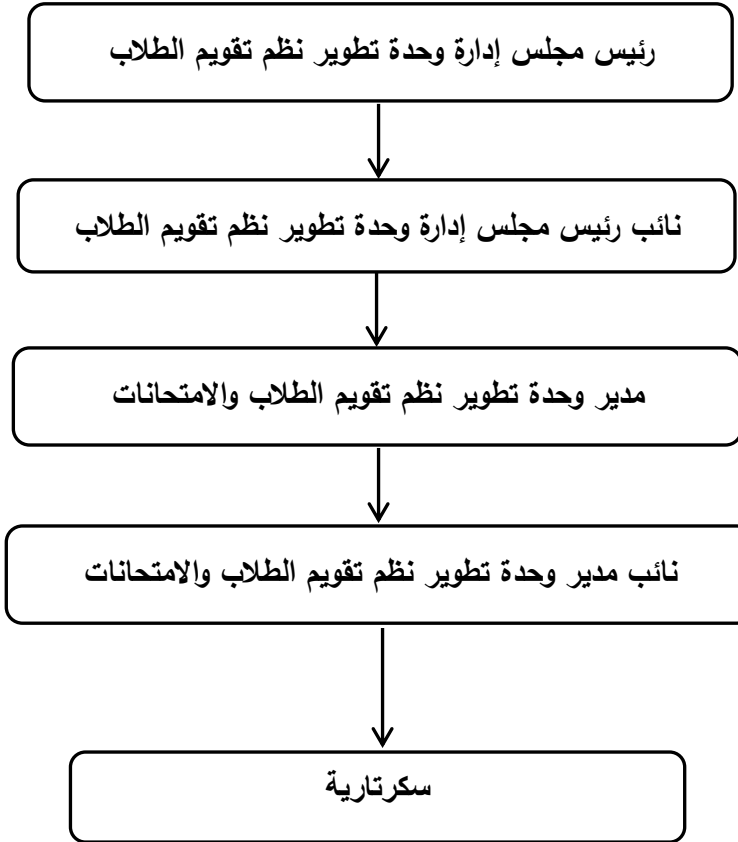 رئيس مجلس إدارة وحدة تطوير نظم تقويم الطلاب
نائب رئيس مجلس إدارة وحدة تطوير نظم تقويم الطلاب
مدير وحدة تطوير نظم تقويم الطلاب والامتحانات
نائب مدير وحدة تطوير نظم تقويم الطلاب والامتحانات
سكرتارية